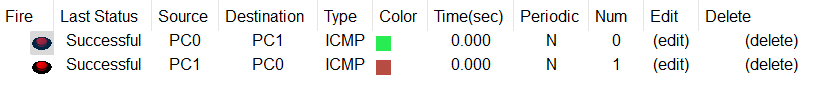 Fire Last Status Source Destination Type Color Time(sec) Periodic Num Edit Delete
Successful PC0 PC1 ICMP 0.000 N 0 (edit) (delete)
Successful PC1 PC0 ICMP 0.000 N 1 (edit) (delete)